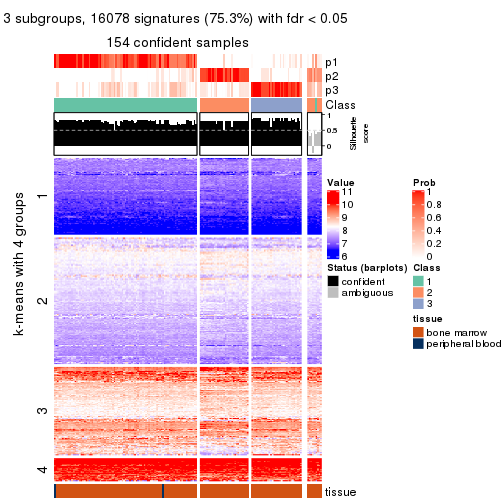 3 subgroups, 16078 signatures (75.3%) with fdr < 0.05
154 confident samples
p1
p2
p3
Class
1
0.5
0
Silhouette
score
k-means with 4 groups
1
2
3
4
tissue
Value
11
10
9
8
7
6
Prob
1
0.8
0.6
0.4
0.2
0
Status (barplots)
confident
ambiguous
Class
1
2
3
tissue
bone marrow
peripheral blood